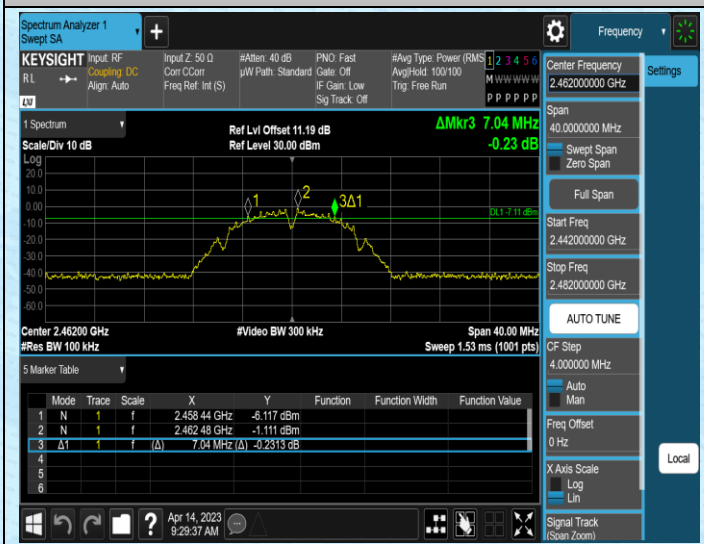 Spectrum Analyzer 1
Swept SA
Frequency
KEYSIGHT
Input: RF
Input Z: 50 Ω
#Atten: 40 dB
PNO: Fast
#Avg Type: Power (RMS
1 2 3 4 5 6
RL
Coupling: DC
Corr CCorr
µW Path: Standard
Gate: Off
Avg|Hold: 100/100
M W W W W W
Align: Auto
Freq Ref: Int (S)
IF Gain: Low
Trig: Free Run
Sig Track: Off
P P P P P P
LXI
1 Spectrum
Ref Lvl Offset 11.19 dB
ΔMkr3 7.04 MHz
Scale/Div 10 dB
Ref Level 30.00 dBm
-0.23 dB
Log
20.0
10.0
0.00
-10.0
-20.0
-30.0
-40.0
-50.0
-60.0
1
2
3Δ1
DL1 -7.11 dBm
Center 2.46200 GHz
#Video BW 300 kHz
Span 40.00 MHz
#Res BW 100 kHz
Sweep 1.53 ms (1001 pts)
5 Marker Table
Mode Trace Scale X Y Function Function Width Function Value
1 N 1 f 2.458 44 GHz -6.117 dBm
2 N 1 f 2.462 48 GHz -1.111 dBm
3 Δ1 1 f (Δ) 7.04 MHz (Δ) -0.2313 dB
4
5
6
Apr 14, 2023
9:29:37 AM
Center Frequency
2.462000000 GHz
Settings
Span
40.0000000 MHz
Swept Span
Zero Span
Full Span
Start Freq
2.442000000 GHz
Stop Freq
2.482000000 GHz
AUTO TUNE
CF Step
4.000000 MHz
Auto
Man
Freq Offset
0 Hz
X Axis Scale
Log
Lin
Signal Track
(Span Zoom)
Local